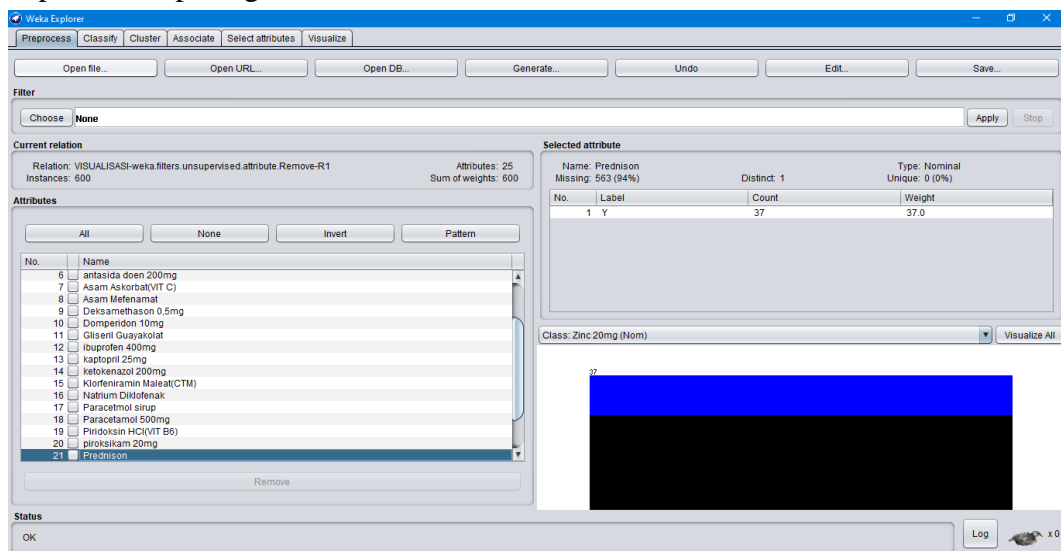 Weka Explorer
Preprocess Classify Cluster Associate Select attributes Visualize
Open file... Open URL... Open DB... Generate... Undo Edit... Save...
Filter
Choose None Apply Stop
Current relation
Relation: VISUALISASI-weka.filters.unsupervised.attribute.Remove-R1 Attributes: 25
Instances: 600 Sum of weights: 600
Attributes
All None Invert Pattern
No. Name
6 antasida doen 200mg
7 Asam Askorbat(VIT C)
8 Asam Mefenamat
9 Deksamethason 0,5mg
10 Domperidon 10mg
11 Gliseril Guayakolat
12 ibuprofen 400mg
13 kaptopril 25mg
14 ketokenazol 200mg
15 Klorfeniramin Maleat(CTM)
16 Natrium Diklofenak
17 Paracetmol sirup
18 Paracetamol 500mg
19 Piridoksin HCl(VIT B6)
20 piroksikam 20mg
21 Prednison
Remove
Selected attribute
Name: Prednison Type: Nominal
Missing: 563 (94%) Distinct: 1 Unique: 0 (0%)
No. Label Count Weight
1 Y 37 37.0
Class: Zinc 20mg (Nom) Visualize All
37
Status
OK Log x 0